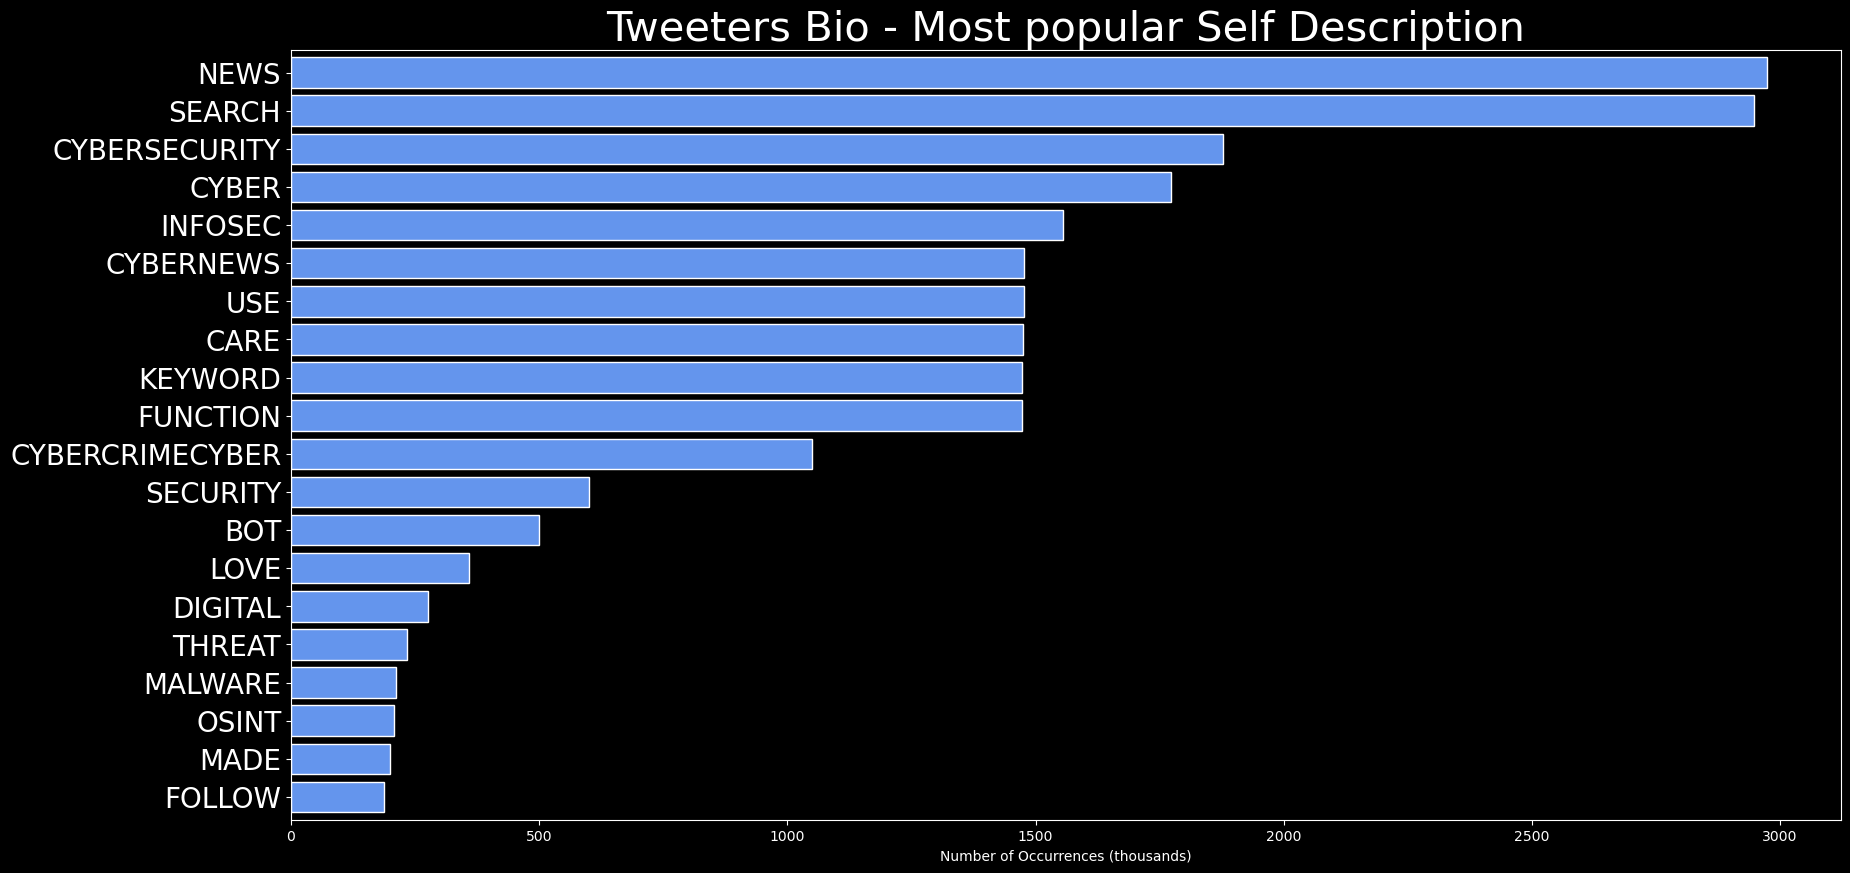 Tweeters Bio - Most popular Self Description
NEWS
SEARCH
CYBERSECURITY
CYBER
INFOSEC
CYBERNEWS
USE
CARE
KEYWORD
FUNCTION
CYBERCRIMECYBER
SECURITY
BOT
LOVE
DIGITAL
THREAT
MALWARE
OSINT
MADE
FOLLOW
0 500 1000 1500 2000 2500 3000
Number of Occurrences (thousands)